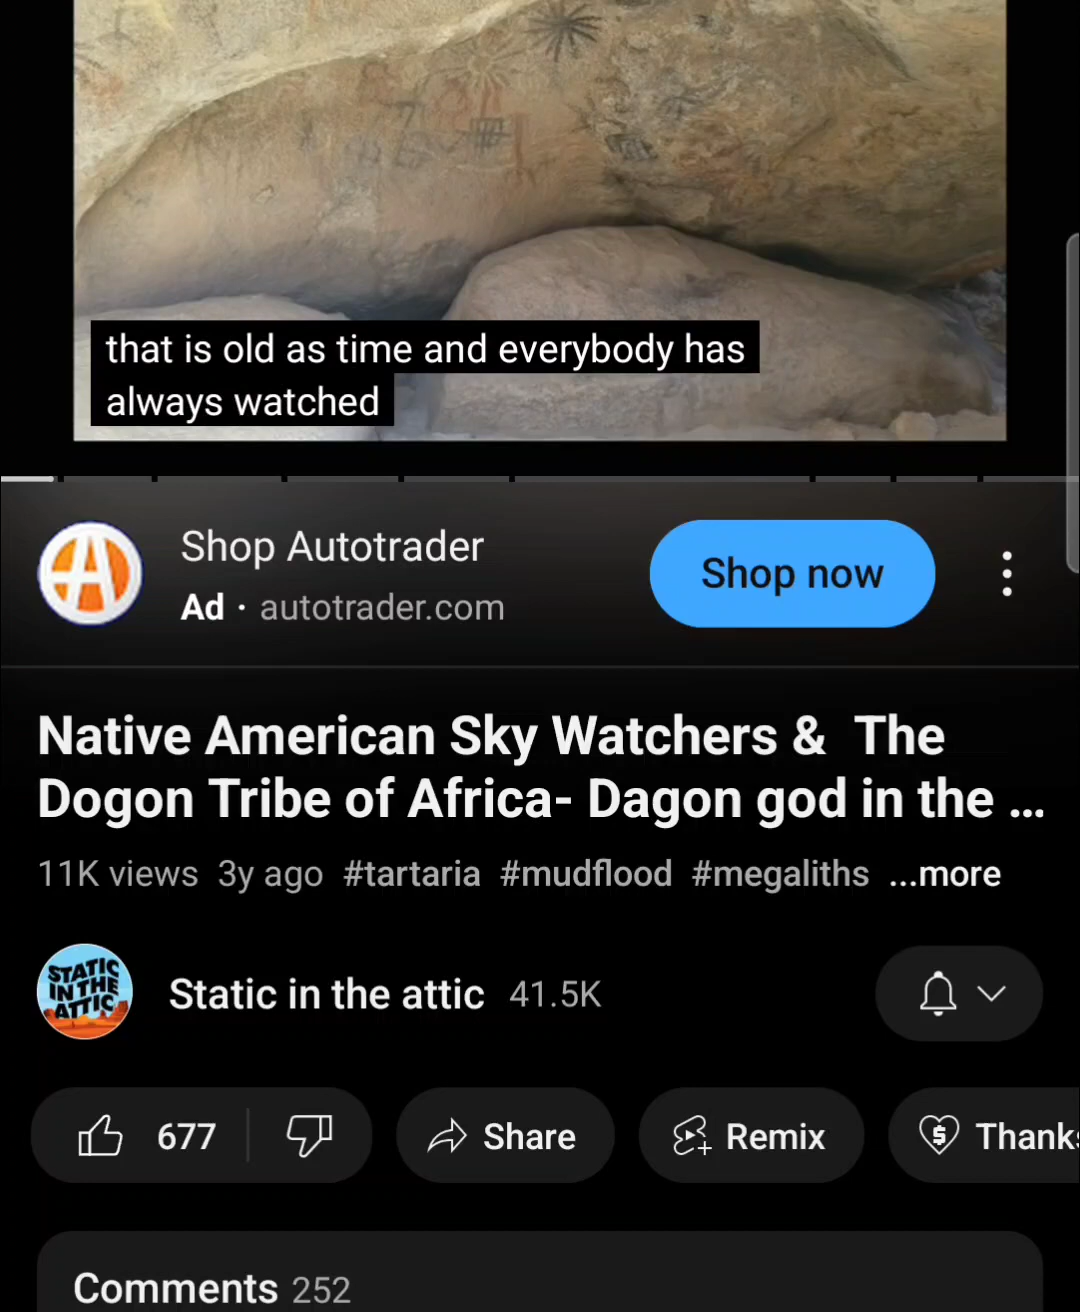 that is old as time and everybody has
always watched
Shop Autotrader
Ad · autotrader.com
Shop now
Native American Sky Watchers &  The
Dogon Tribe of Africa- Dagon god in the ...
11K views 3y ago #tartaria #mudflood #megaliths ...more
STATIC
IN THE
ATTIC
Static in the attic 41.5K
677 Share Remix Thanks
Comments 252